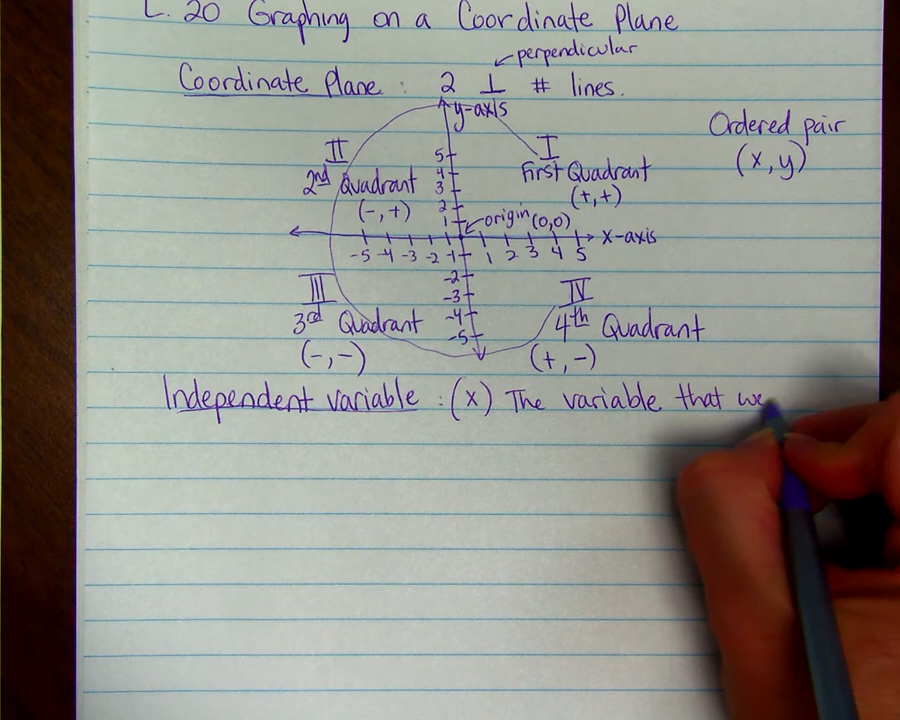 L. 20 Graphing on a Coordinate Plane
perpendicular
Coordinate Plane : 2 ⊥ # lines.
y-axis
Ordered pair
(x, y)
II
2nd Quadrant
(-, +)
I
First Quadrant
(+, +)
5
4
3
2
1
origin (0,0)
x-axis
-5 -4 -3 -2 -1 1 2 3 4 5
-2
-3
-4
-5
III
3rd Quadrant
(-, -)
IV
4th Quadrant
(+, -)
Independent variable : (x) The variable that we